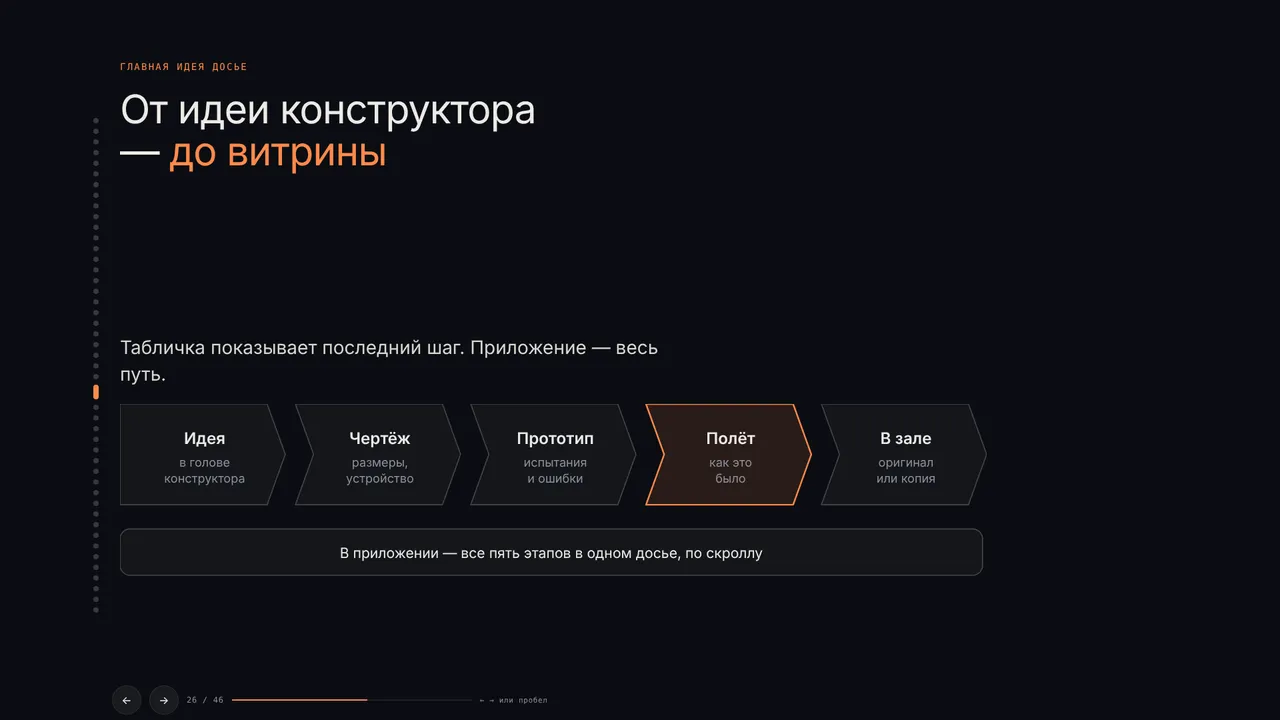 ГЛАВНАЯ ИДЕЯ ДОСЬЕ
От идеи конструктора
— до витрины
Табличка показывает последний шаг. Приложение — весь
путь.
Идея
в голове
конструктора
Чертёж
размеры,
устройство
Прототип
испытания
и ошибки
Полёт
как это
было
В зале
оригинал
или копия
В приложении — все пять этапов в одном досье, по скроллу
← → 26 / 46 ← → или пробел